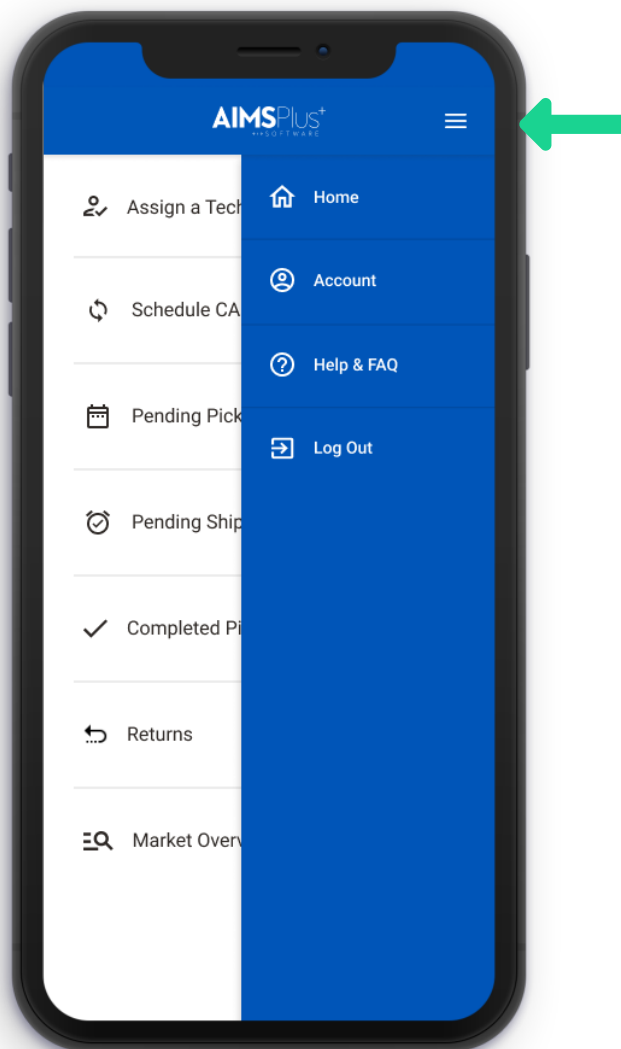 AIMSPlus+
SOFTWARE
Assign a Tech
Schedule CA
Pending Pick
Pending Ship
Completed Pi
Returns
Market Overv
Home
Account
Help & FAQ
Log Out